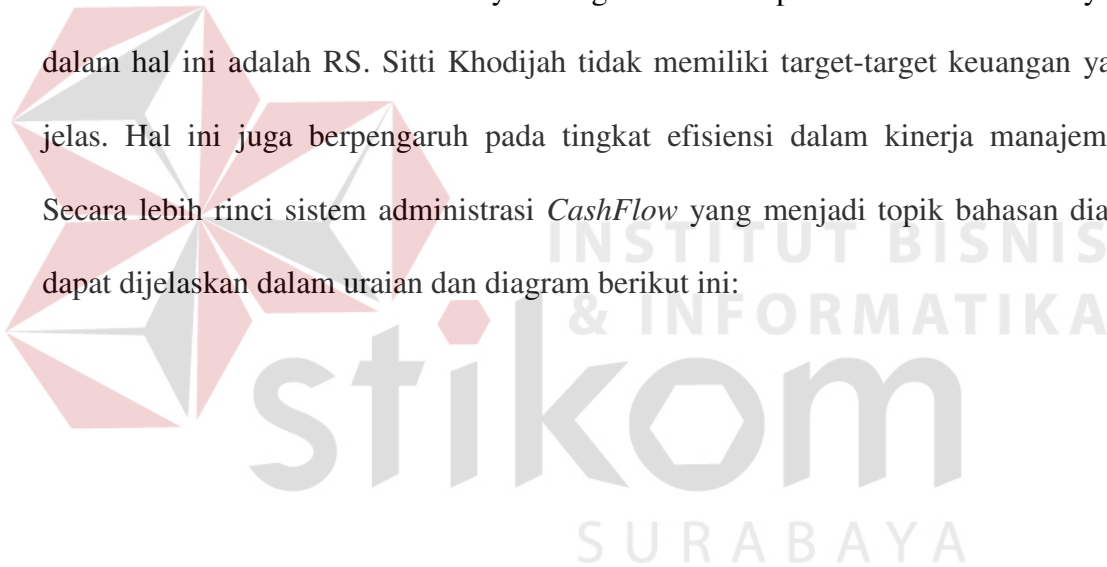 dalam hal ini adalah RS. Sitti Khodijah tidak memiliki target-target keuangan ya
jelas. Hal ini juga berpengaruh pada tingkat efisiensi dalam kinerja manajem
Secara lebih rinci sistem administrasi CashFlow yang menjadi topik bahasan dia
dapat dijelaskan dalam uraian dan diagram berikut ini:
INSTITUT BISNIS
& INFORMATIKA
stikom
SURABAYA